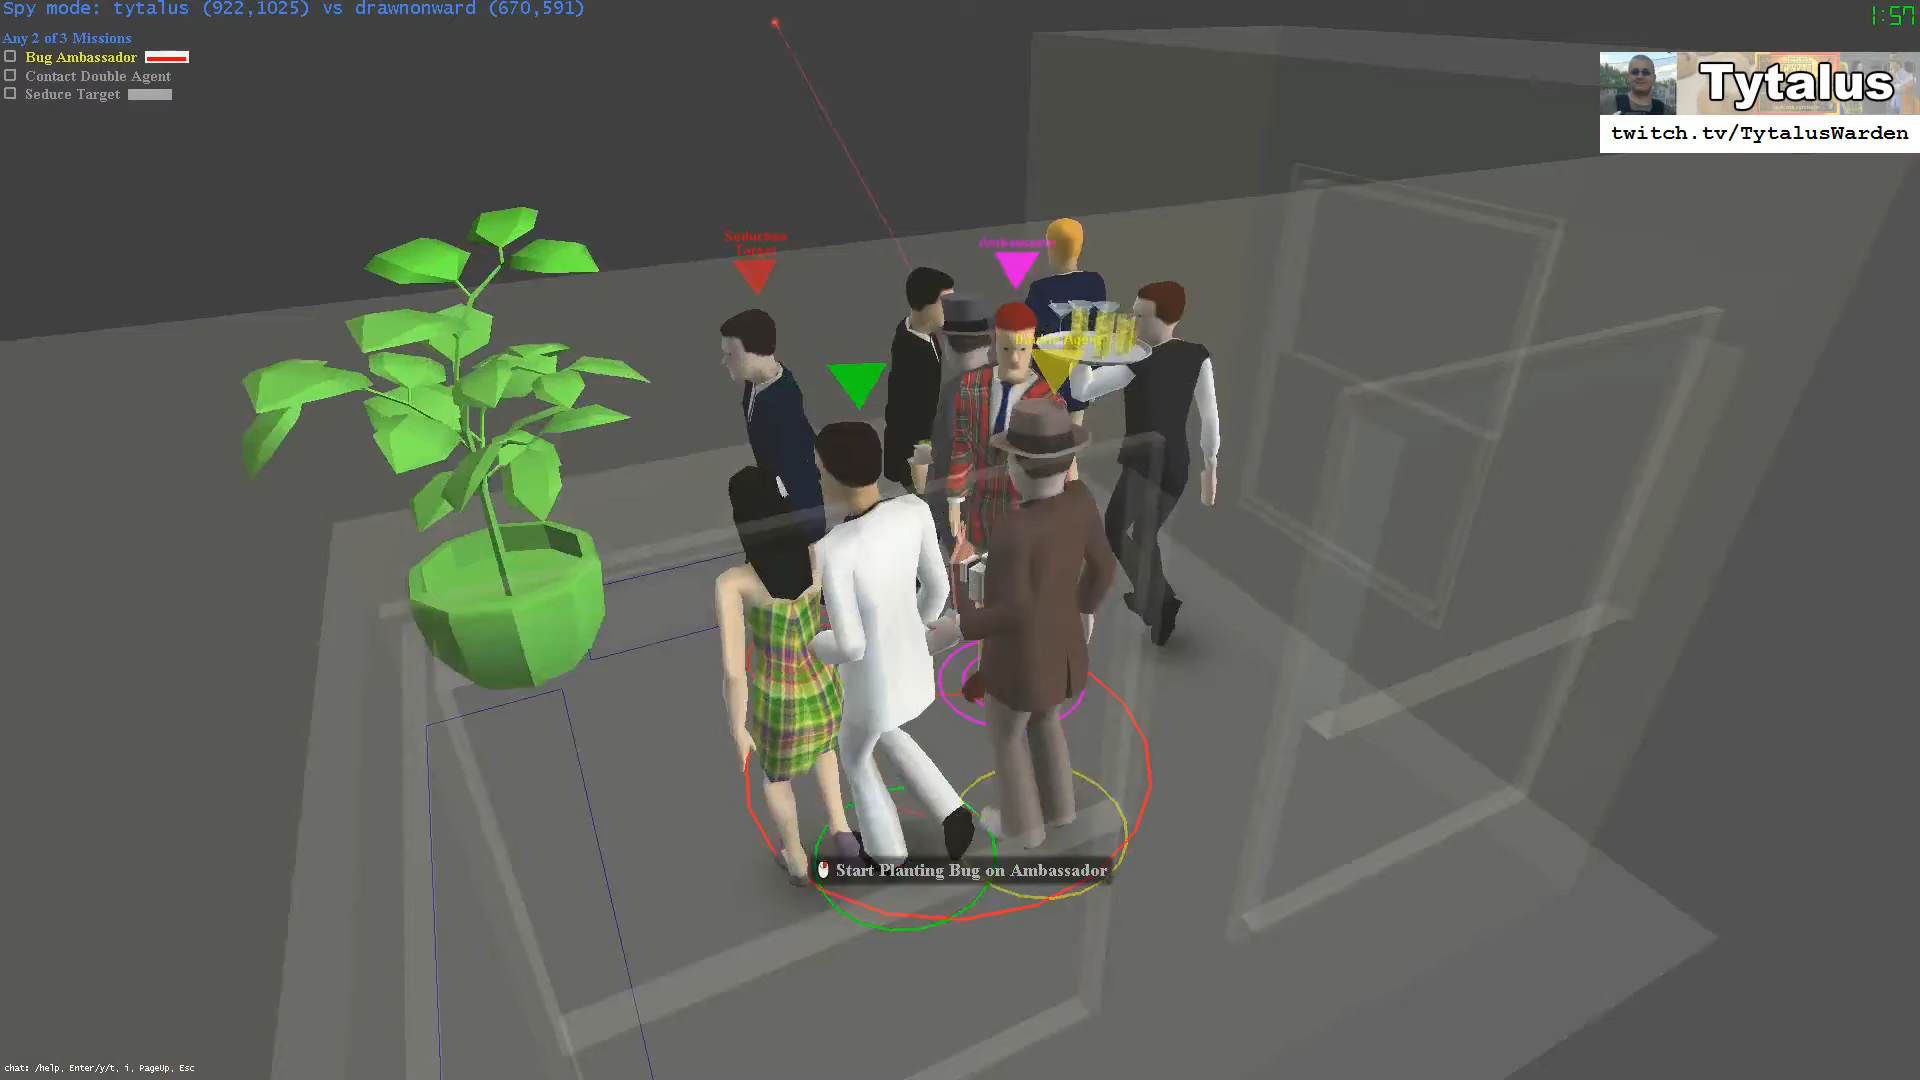 Spy mode: tytalus (922,1025) vs drawnonward (670,591)
1:57
Any 2 of 3 Missions
Bug Ambassador
Contact Double Agent
Seduce Target
Tytalus
twitch.tv/TytalusWarden
Seduction
Target
Ambassador
Double Agent
Start Planting Bug on Ambassador
chat: /help, Enter/y/t, i, PageUp, Esc